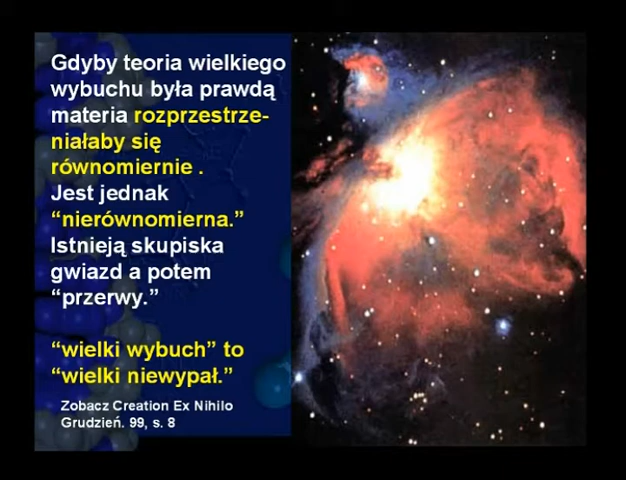 Gdyby teoria wielkiego
wybuchu była prawdą
materia rozprzestrze-
niałaby się
równomiernie .
Jest jednak
“nierównomierna.”
Istnieją skupiska
gwiazd a potem
“przerwy.”
“wielki wybuch” to
“wielki niewypał.”
Zobacz Creation Ex Nihilo
Grudzień. 99, s. 8